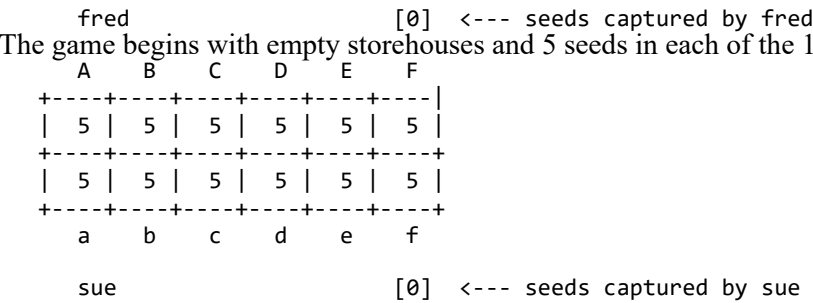 fred [0] <--- seeds captured by fred
The game begins with empty storehouses and 5 seeds in each of the 1
A B C D E F
+----+----+----+----+----+----|
| 5 | 5 | 5 | 5 | 5 | 5 |
+----+----+----+----+----+----+
| 5 | 5 | 5 | 5 | 5 | 5 |
+----+----+----+----+----+----+
a b c d e f
sue [0] <--- seeds captured by sue